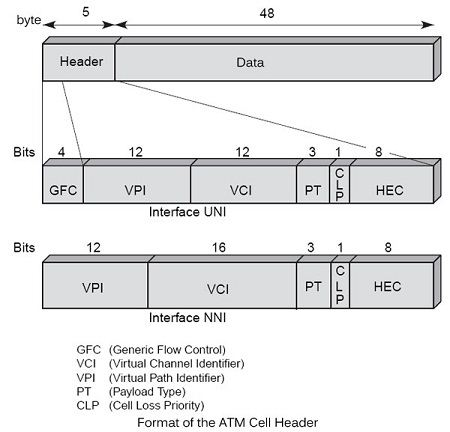 byte 5 48
Header Data
Bits 4 12 12 3 1 8
GFC VPI VCI PT CLP HEC
Interface UNI
Bits 12 16 3 1 8
VPI VCI PT CLP HEC
Interface NNI
GFC (Generic Flow Control)
VCI (Virtual Channel Identifier)
VPI (Virtual Path Identifier)
PT (Payload Type)
CLP (Cell Loss Priority)
Format of the ATM Cell Header